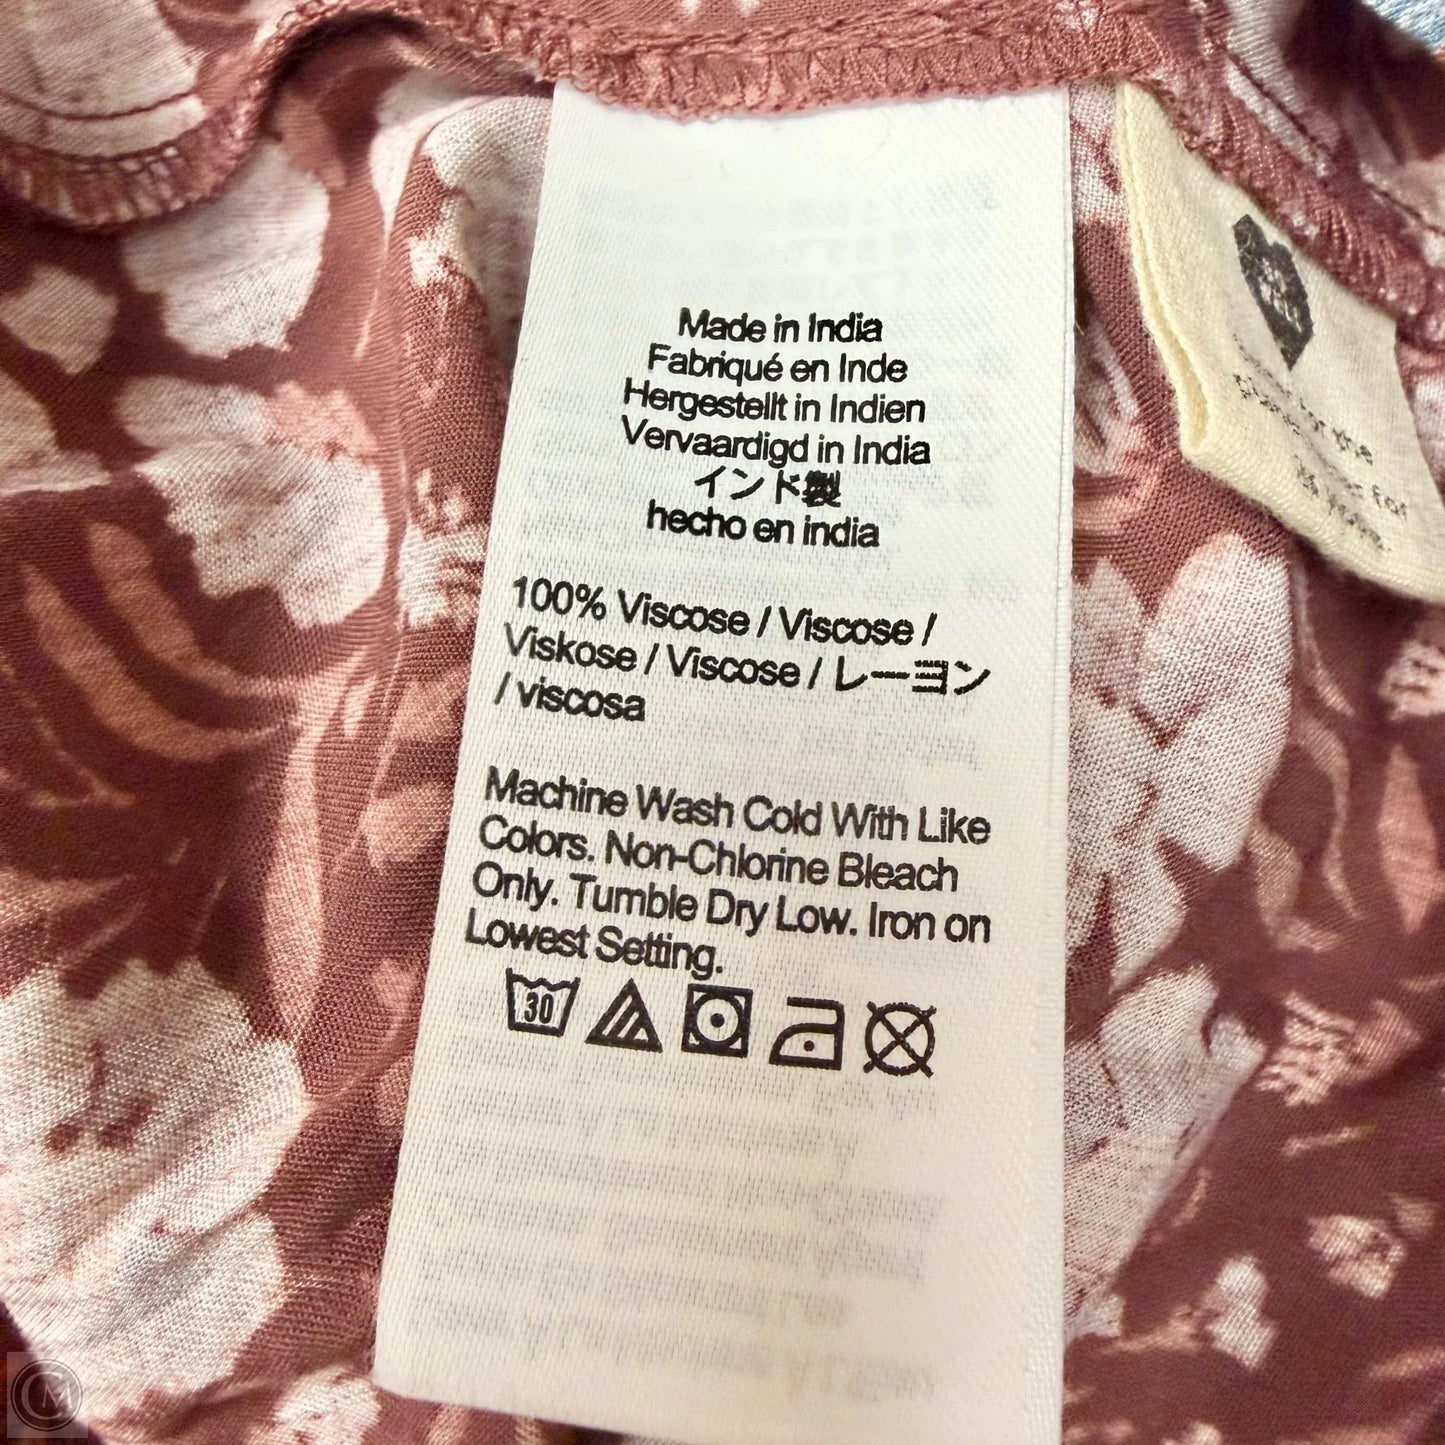 Made in India
Fabriqué en Inde
Hergestellt in Indien
Vervaardigd in India
インド製
hecho en india
100% Viscose / Viscose /
Viskose / Viscose / レーヨン
/ viscosa
Machine Wash Cold With Like
Colors. Non-Chlorine Bleach
Only. Tumble Dry Low. Iron on
Lowest Setting.
30
for
CM